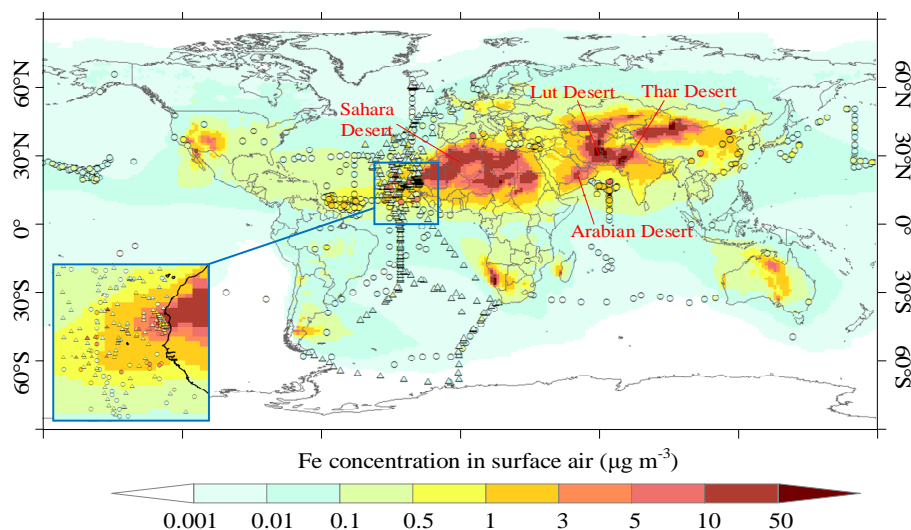 60°N
30°N
0°
30°S
60°S
60°N
30°N
0°
30°S
60°S
Sahara
Desert
Lut Desert
Thar Desert
Arabian Desert
Fe concentration in surface air (μg m⁻³)
0.001 0.01 0.1 0.5 1 3 5 10 50